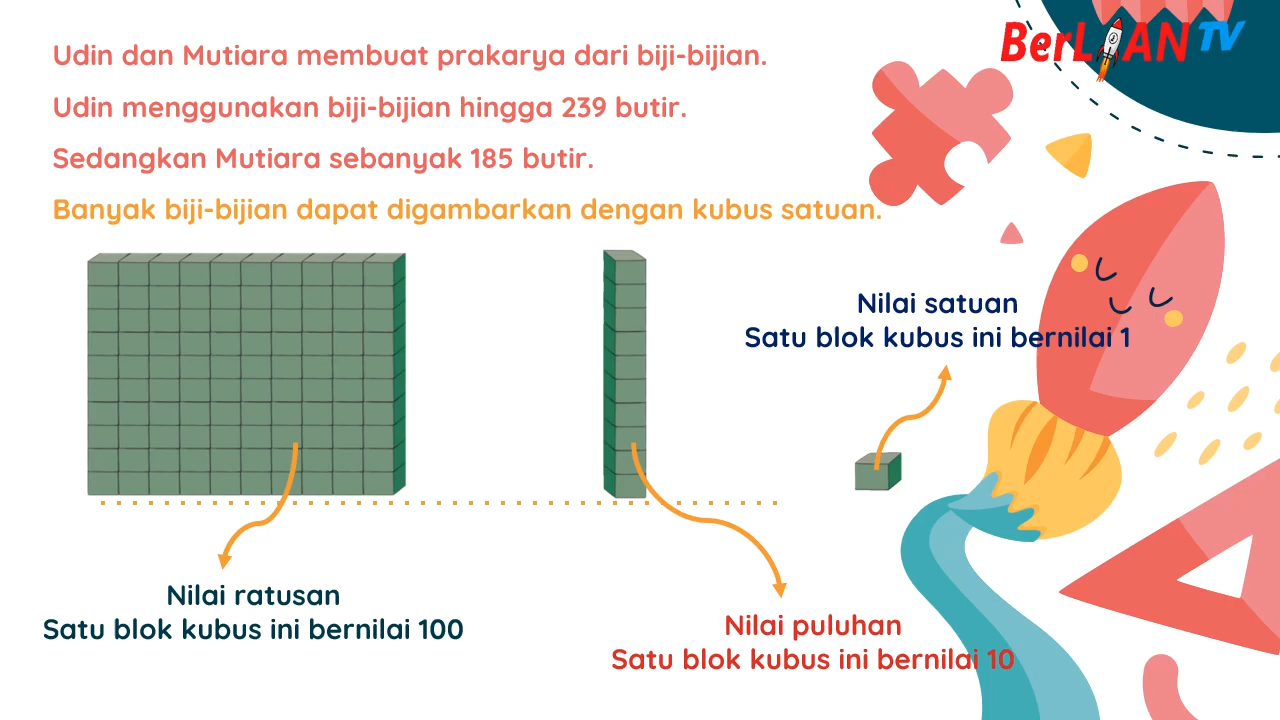 BerLIAN TV
Udin dan Mutiara membuat prakarya dari biji-bijian.
Udin menggunakan biji-bijian hingga 239 butir.
Sedangkan Mutiara sebanyak 185 butir.
Banyak biji-bijian dapat digambarkan dengan kubus satuan.
Nilai satuan
Satu blok kubus ini bernilai 1
Nilai ratusan
Satu blok kubus ini bernilai 100
Nilai puluhan
Satu blok kubus ini bernilai 10